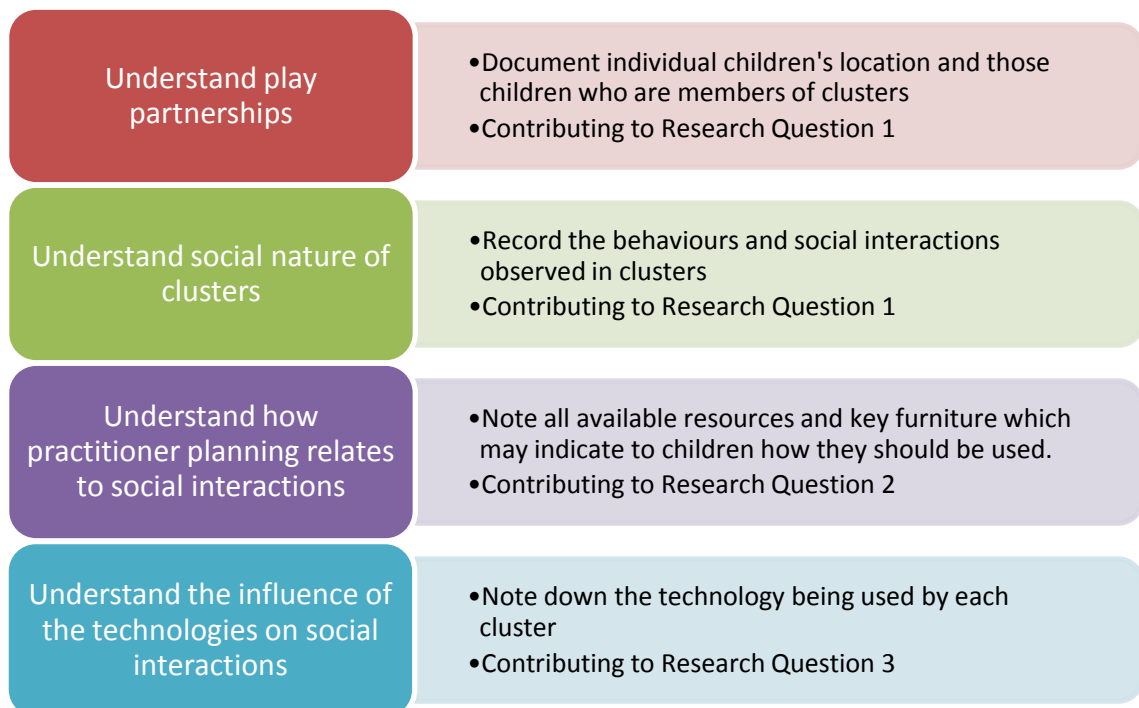 Understand play
partnerships
•Document individual children's location and those
children who are members of clusters
•Contributing to Research Question 1
Understand social nature of
clusters
•Record the behaviours and social interactions
observed in clusters
•Contributing to Research Question 1
Understand how
practitioner planning relates
to social interactions
•Note all available resources and key furniture which
may indicate to children how they should be used.
•Contributing to Research Question 2
Understand the influence of
the technologies on social
interactions
•Note down the technology being used by each
cluster
•Contributing to Research Question 3